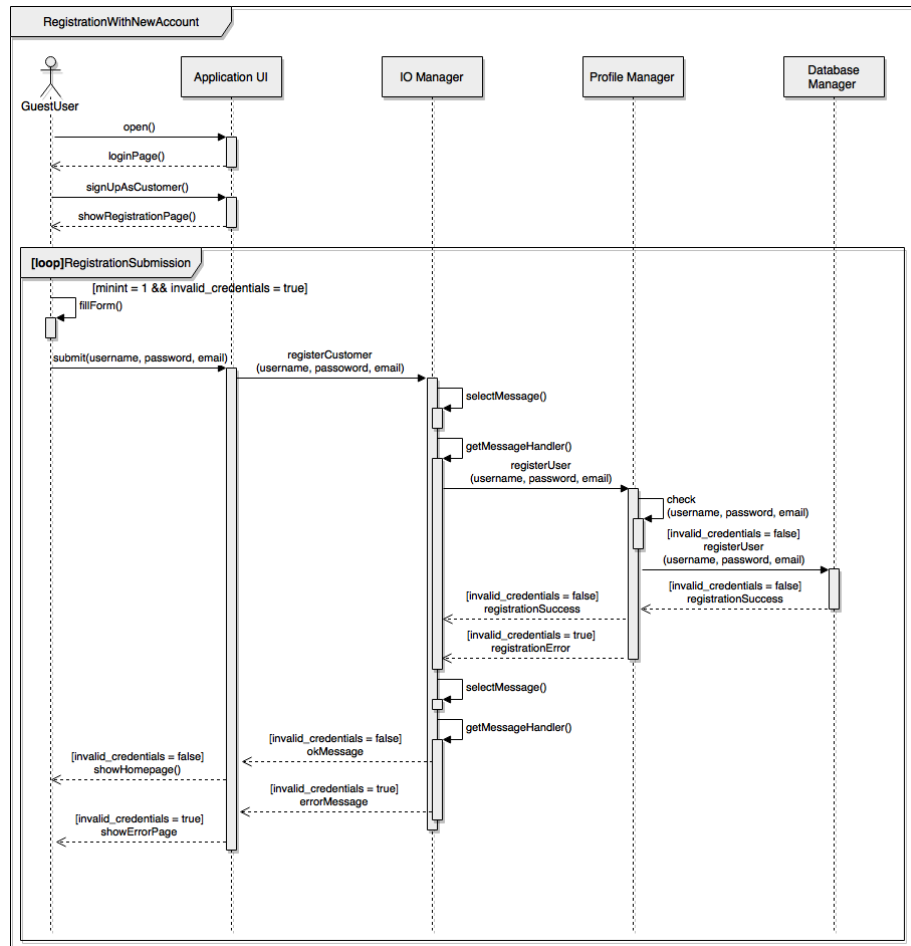 RegistrationWithNewAccount
GuestUser
Application UI
IO Manager
Profile Manager
Database
Manager
open()
loginPage()
signUpAsCustomer()
showRegistrationPage()
[loop]RegistrationSubmission
[minint = 1 && invalid_credentials = true]
fillForm()
submit(username, password, email)
registerCustomer
(username, passoword, email)
selectMessage()
getMessageHandler()
registerUser
(username, password, email)
check
(username, password, email)
[invalid_credentials = false]
registerUser
(username, password, email)
[invalid_credentials = false]
registrationSuccess
[invalid_credentials = false]
registrationSuccess
[invalid_credentials = true]
registrationError
selectMessage()
getMessageHandler()
[invalid_credentials = false]
okMessage
[invalid_credentials = false]
showHomepage()
[invalid_credentials = true]
errorMessage
[invalid_credentials = true]
showErrorPage